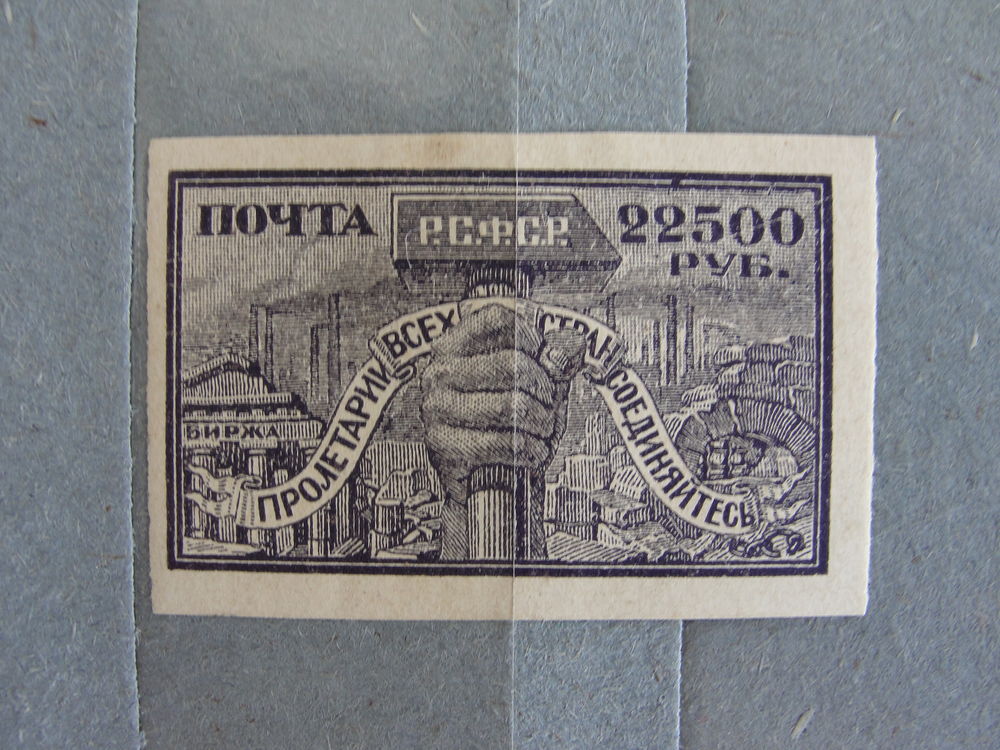 ПОЧТА
Р.С.Ф.С.Р.
22500
РУБ.
ПРОЛЕТАРИИ ВСЕХ СТРАН СОЕДИНЯЙТЕСЬ
БИРЖА